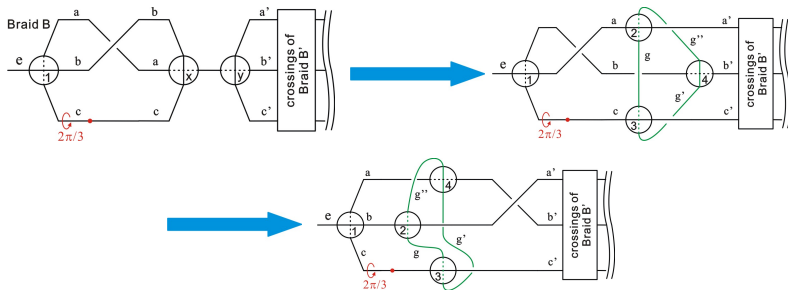 Braid B
a b a' e 1 b a x y b' c c c' 2π/3
crossings of
Braid B'
a 2 a' g'' e 1 g b 4 b' g' c 3 c' 2π/3
crossings of
Braid B'
a 4 a' g'' e 1 b 2 g' b' c g 3 c' 2π/3
crossings of
Braid B'